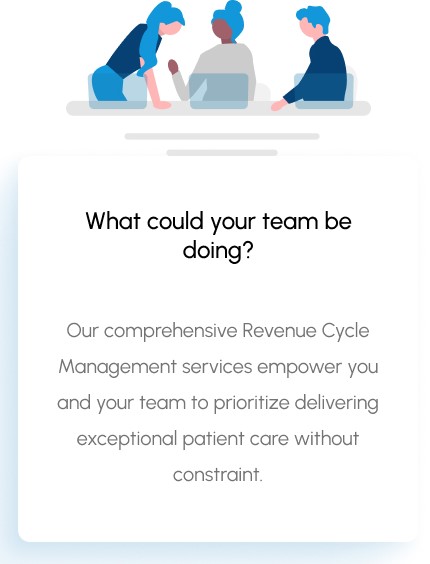 What could your team be
doing?
Our comprehensive Revenue Cycle
Management services empower you
and your team to prioritize delivering
exceptional patient care without
constraint.